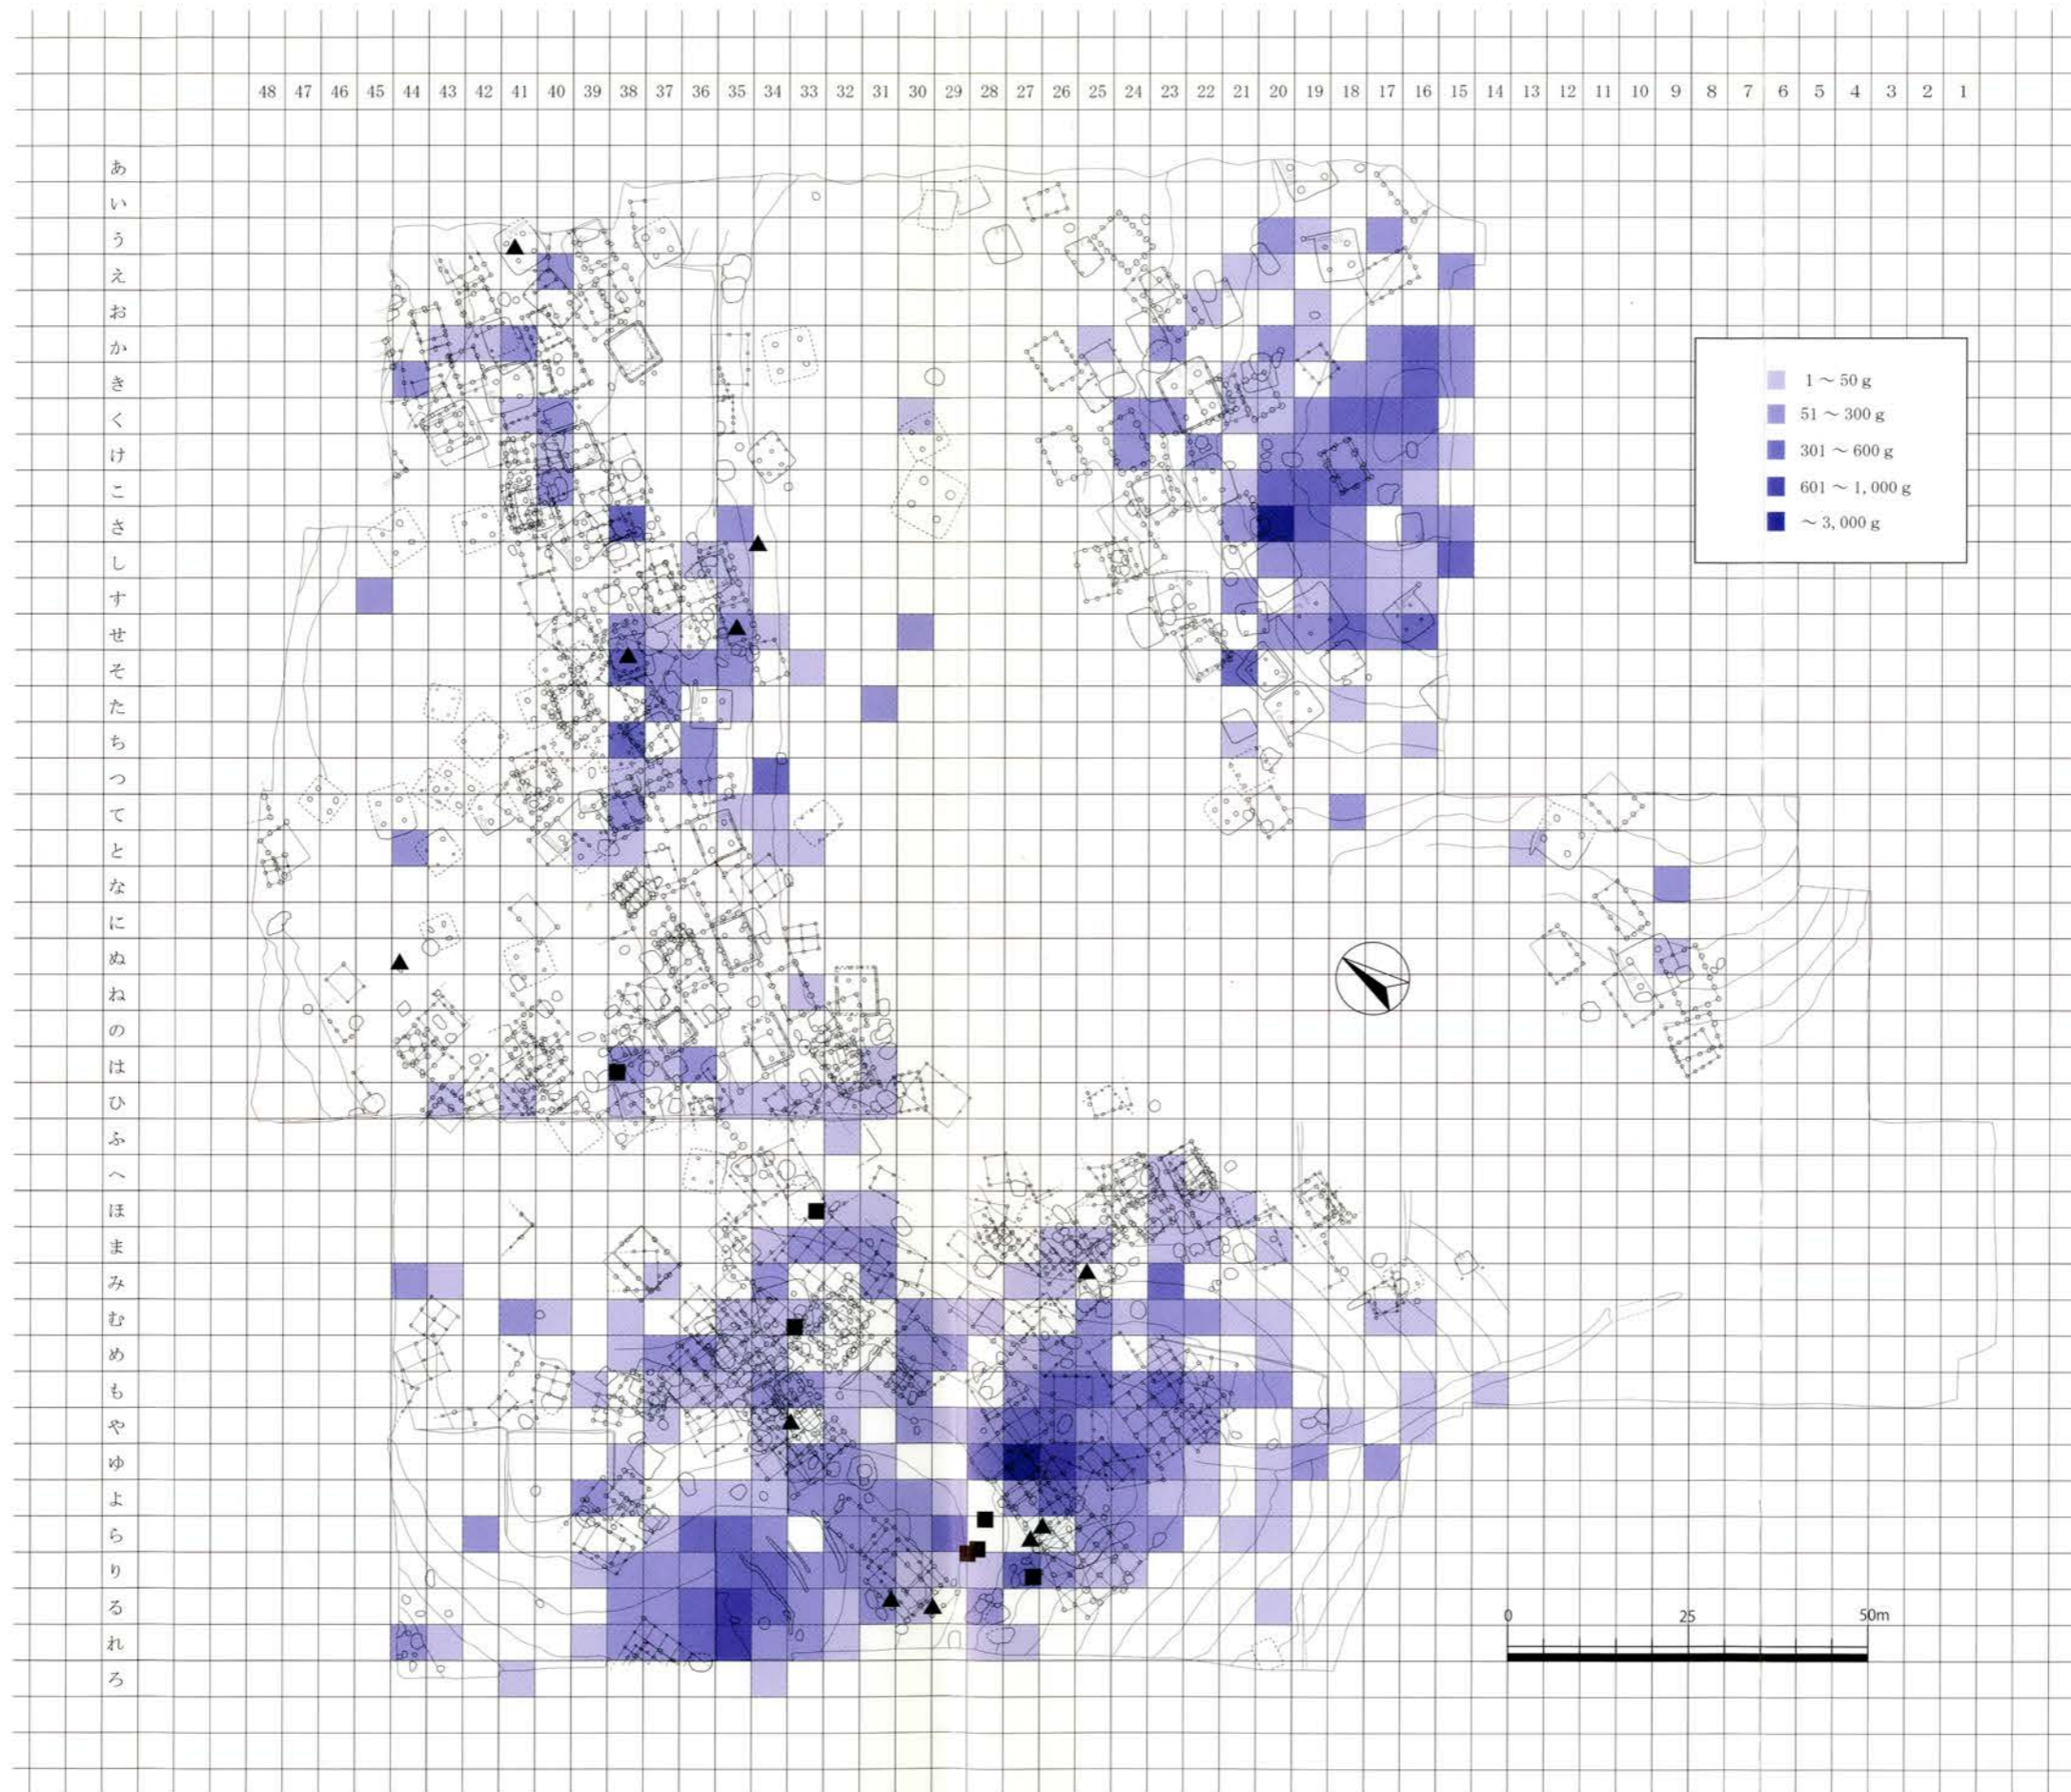 48 47 46 45 44 43 42 41 40 39 38 37 36 35 34 33 32 31 30 29 28 27 26 25 24 23 22 21 20 19 18 17 16 15 14 13 12 11 10 9 8 7 6 5 4 3 2 1
あ
い
う
え
お
か
き
く
け
こ
さ
し
す
せ
そ
た
ち
つ
て
と
な
に
ぬ
ね
の
は
ひ
ふ
へ
ほ
ま
み
む
め
も
や
ゆ
よ
ら
り
る
れ
ろ
1 ～ 50 g
51 ～ 300 g
301 ～ 600 g
601 ～ 1,000 g
～ 3,000 g
0 25 50m